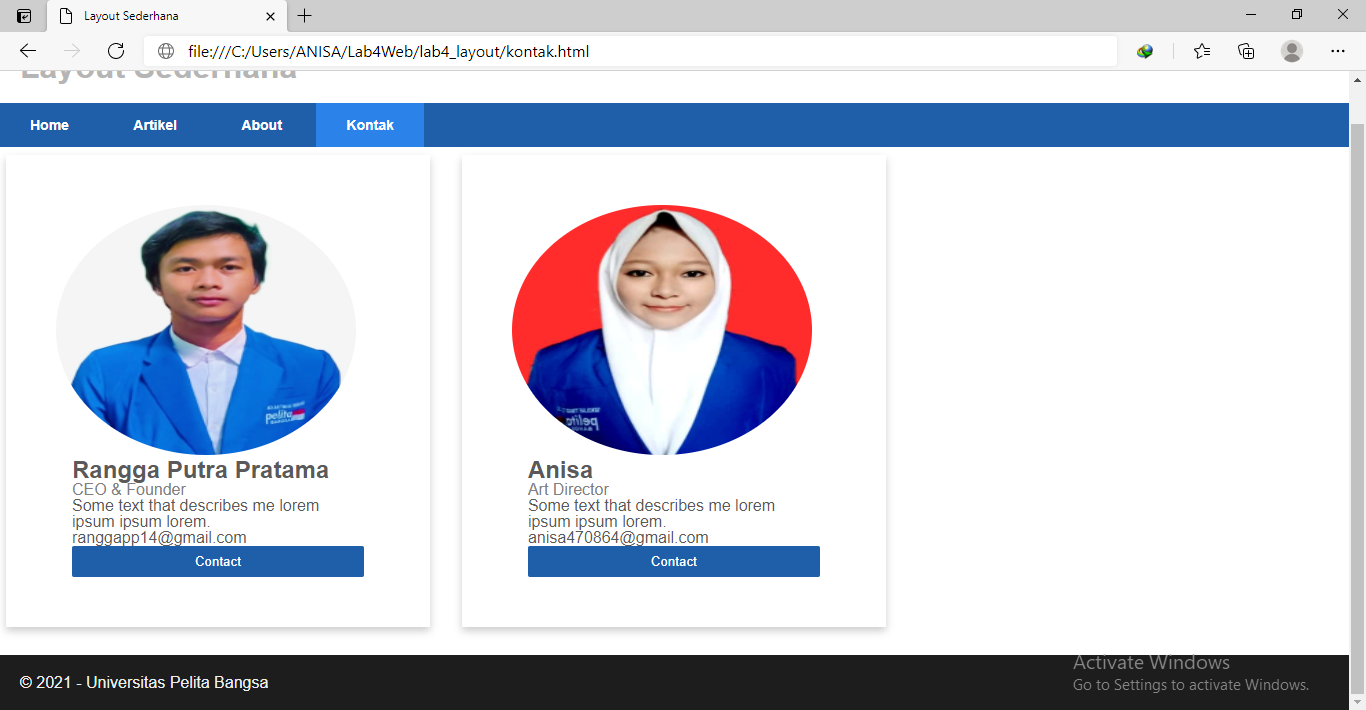 Layout Sederhana
file:///C:/Users/ANISA/Lab4Web/lab4_layout/kontak.html
Layout Sederhana
Home Artikel About Kontak
pelita
pelita
Rangga Putra Pratama
CEO & Founder
Some text that describes me lorem
ipsum ipsum lorem.
ranggapp14@gmail.com
Contact
Anisa
Art Director
Some text that describes me lorem
ipsum ipsum lorem.
anisa470864@gmail.com
Contact
Activate Windows
Go to Settings to activate Windows.
© 2021 - Universitas Pelita Bangsa